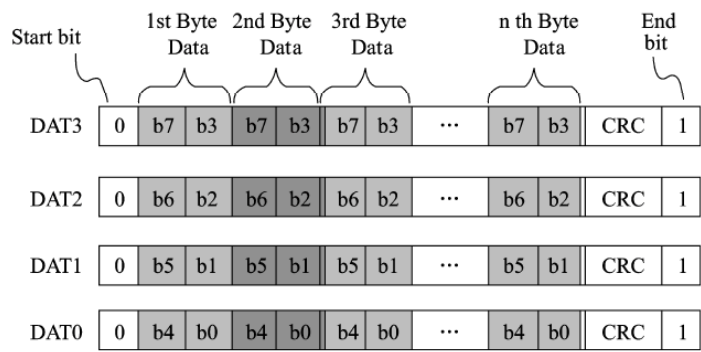 Start bit 1st Byte Data 2nd Byte Data 3rd Byte Data n th Byte Data End bit
DAT3 0 b7 b3 b7 b3 b7 b3 ... b7 b3 CRC 1
DAT2 0 b6 b2 b6 b2 b6 b2 ... b6 b2 CRC 1
DAT1 0 b5 b1 b5 b1 b5 b1 ... b5 b1 CRC 1
DAT0 0 b4 b0 b4 b0 b4 b0 ... b4 b0 CRC 1